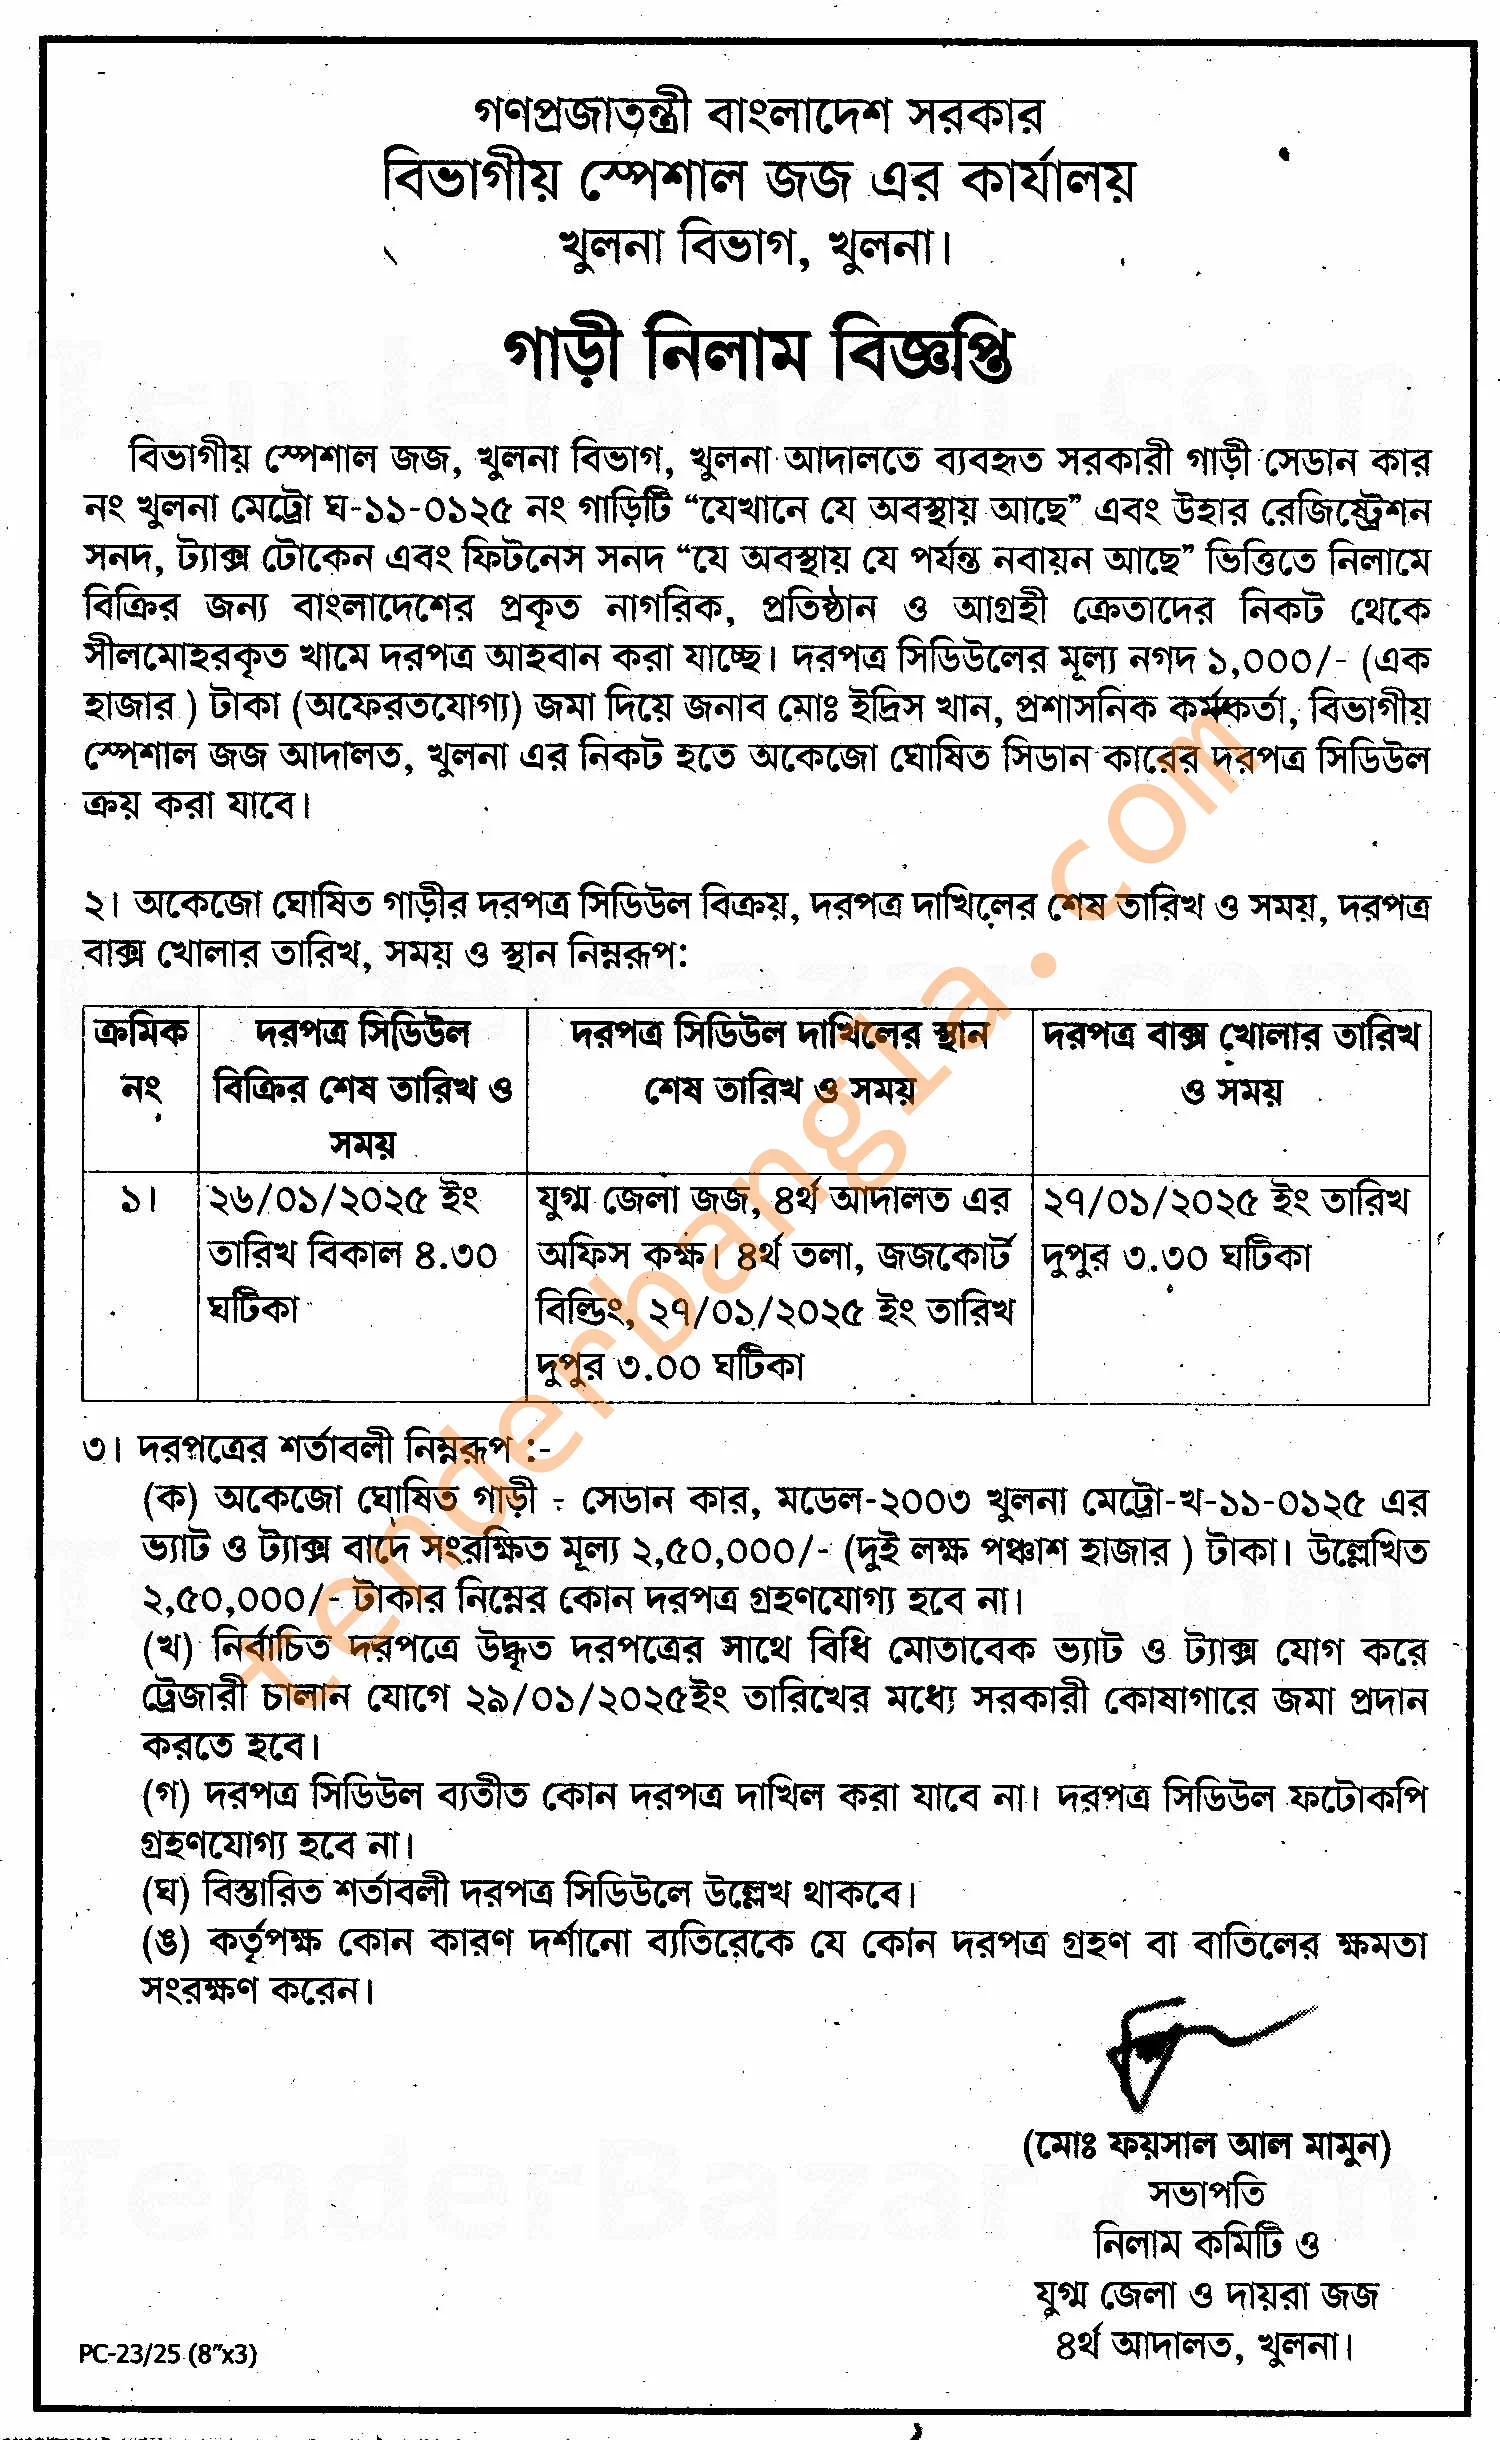 গণপ্রজাতন্ত্রী বাংলাদেশ সরকার
বিভাগীয় স্পেশাল জজ এর কার্যালয়
খুলনা বিভাগ, খুলনা।
গাড়ী নিলাম বিজ্ঞপ্তি
বিভাগীয় স্পেশাল জজ, খুলনা বিভাগ, খুলনা আদালতে ব্যবহৃত সরকারী গাড়ী সেডান কার
নং খুলনা মেট্রো ঘ-১১-০১২৫ নং গাড়িটি “যেখানে যে অবস্থায় আছে” এবং উহার রেজিষ্ট্রেশন
সনদ, ট্যাক্স টোকেন এবং ফিটনেস সনদ “যে অবস্থায় যে পর্যন্ত নবায়ন আছে” ভিত্তিতে নিলামে
বিক্রির জন্য বাংলাদেশের প্রকৃত নাগরিক, প্রতিষ্ঠান ও আগ্রহী ক্রেতাদের নিকট থেকে
সীলমোহরকৃত খামে দরপত্র আহবান করা যাচ্ছে। দরপত্র সিডিউলের মূল্য নগদ ১,০০০/- (এক
হাজার ) টাকা (অফেরতযোগ্য) জমা দিয়ে জনাব মোঃ ইদ্রিস খান, প্রশাসনিক কর্মকর্তা, বিভাগীয়
স্পেশাল জজ আদালত, খুলনা এর নিকট হতে অকেজো ঘোষিত সিডান কারের দরপত্র সিডিউল
ক্রয় করা যাবে।
২। অকেজো ঘোষিত গাড়ীর দরপত্র সিডিউল বিক্রয়, দরপত্র দাখিলের শেষ তারিখ ও সময়, দরপত্র
বাক্স খোলার তারিখ, সময় ও স্থান নিম্নরূপ:
ক্রমিক নং
দরপত্র সিডিউল
বিক্রির শেষ তারিখ ও
সময়
দরপত্র সিডিউল দাখিলের স্থান
শেষ তারিখ ও সময়
দরপত্র বাক্স খোলার তারিখ
ও সময়
১।
২৬/০১/২০২৫ ইং
তারিখ বিকাল ৪.৩০
ঘটিকা
যুগ্ম জেলা জজ, ৪র্থ আদালত এর
অফিস কক্ষ। ৪র্থ তলা, জজকোর্ট
বিল্ডিং, ২৭/০১/২০২৫ ইং তারিখ
দুপুর ৩.০০ ঘটিকা
২৭/০১/২০২৫ ইং তারিখ
দুপুর ৩.৩০ ঘটিকা
৩। দরপত্রের শর্তাবলী নিম্নরূপ :-
(ক) অকেজো ঘোষিত গাড়ী - সেডান কার, মডেল-২০০৩ খুলনা মেট্রো-খ-১১-০১২৫ এর
ভ্যাট ও ট্যাক্স বাদে সংরক্ষিত মূল্য ২,৫০,০০০/- (দুই লক্ষ পঞ্চাশ হাজার ) টাকা। উল্লেখিত
২,৫০,০০০/- টাকার নিম্নের কোন দরপত্র গ্রহণযোগ্য হবে না।
(খ) নির্বাচিত দরপত্রে উদ্ধৃত দরপত্রের সাথে বিধি মোতাবেক ভ্যাট ও ট্যাক্স যোগ করে
ট্রেজারী চালান যোগে ২৯/০১/২০২৫ইং তারিখের মধ্যে সরকারী কোষাগারে জমা প্রদান
করতে হবে।
(গ) দরপত্র সিডিউল ব্যতীত কোন দরপত্র দাখিল করা যাবে না। দরপত্র সিডিউল ফটোকপি
গ্রহণযোগ্য হবে না।
(ঘ) বিস্তারিত শর্তাবলী দরপত্র সিডিউলে উল্লেখ থাকবে।
(ঙ) কর্তৃপক্ষ কোন কারণ দর্শানো ব্যতিরেকে যে কোন দরপত্র গ্রহণ বা বাতিলের ক্ষমতা
সংরক্ষণ করেন।
(মোঃ ফয়সাল আল মামুন)
সভাপতি
নিলাম কমিটি ও
যুগ্ম জেলা ও দায়রা জজ
৪র্থ আদালত, খুলনা।
PC-23/25 (8”x3)
tenderbangla.com
Tenderbazar.com